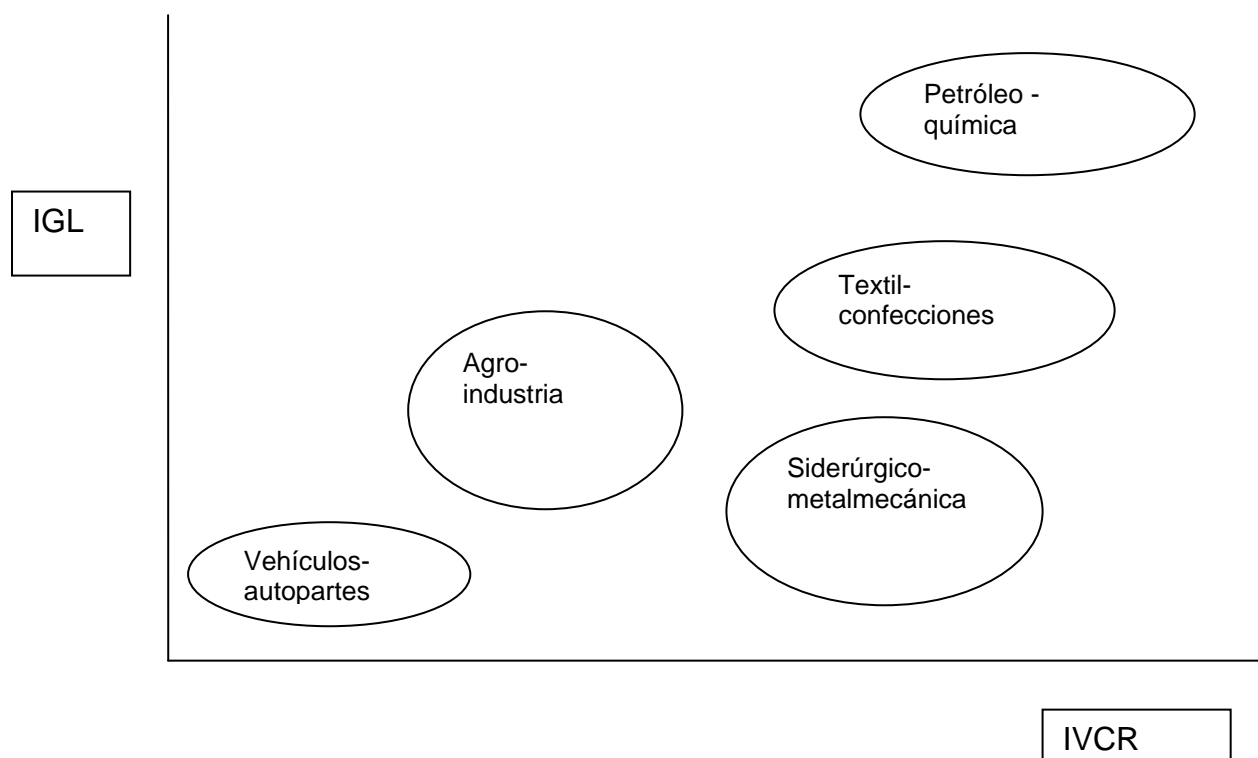 Petróleo -
química
IGL
Textil-
confecciones
Agro-
industria
Siderúrgico-
metalmecánica
Vehículos-
autopartes
IVCR